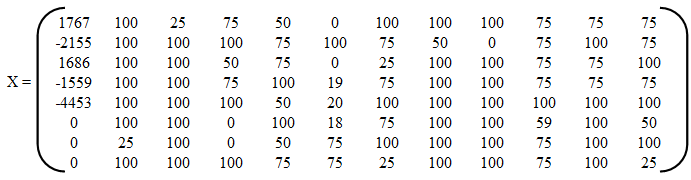 1767 100 25 75 50 0 100 100 100 75 75 75
-2155 100 100 100 75 100 75 50 0 75 100 75
1686 100 100 50 75 0 25 100 100 75 75 100
X = -1559 100 100 75 100 19 75 100 100 75 75 75
-4453 100 100 100 50 20 100 100 100 100 100 100
0 100 100 0 100 18 75 100 100 59 100 50
0 25 100 0 50 75 100 100 100 75 100 100
0 100 100 100 75 75 25 100 100 75 100 25